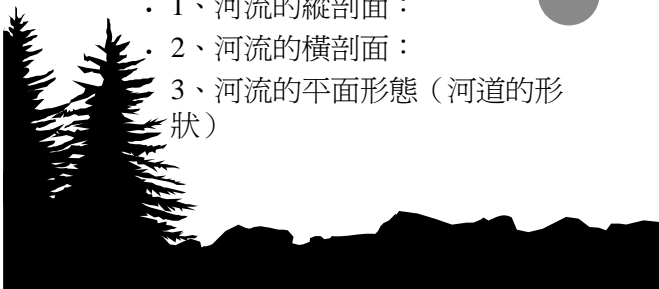 . 1、河流的縱剖面：
. 2、河流的橫剖面：
3、河流的平面形態（河道的形
狀）